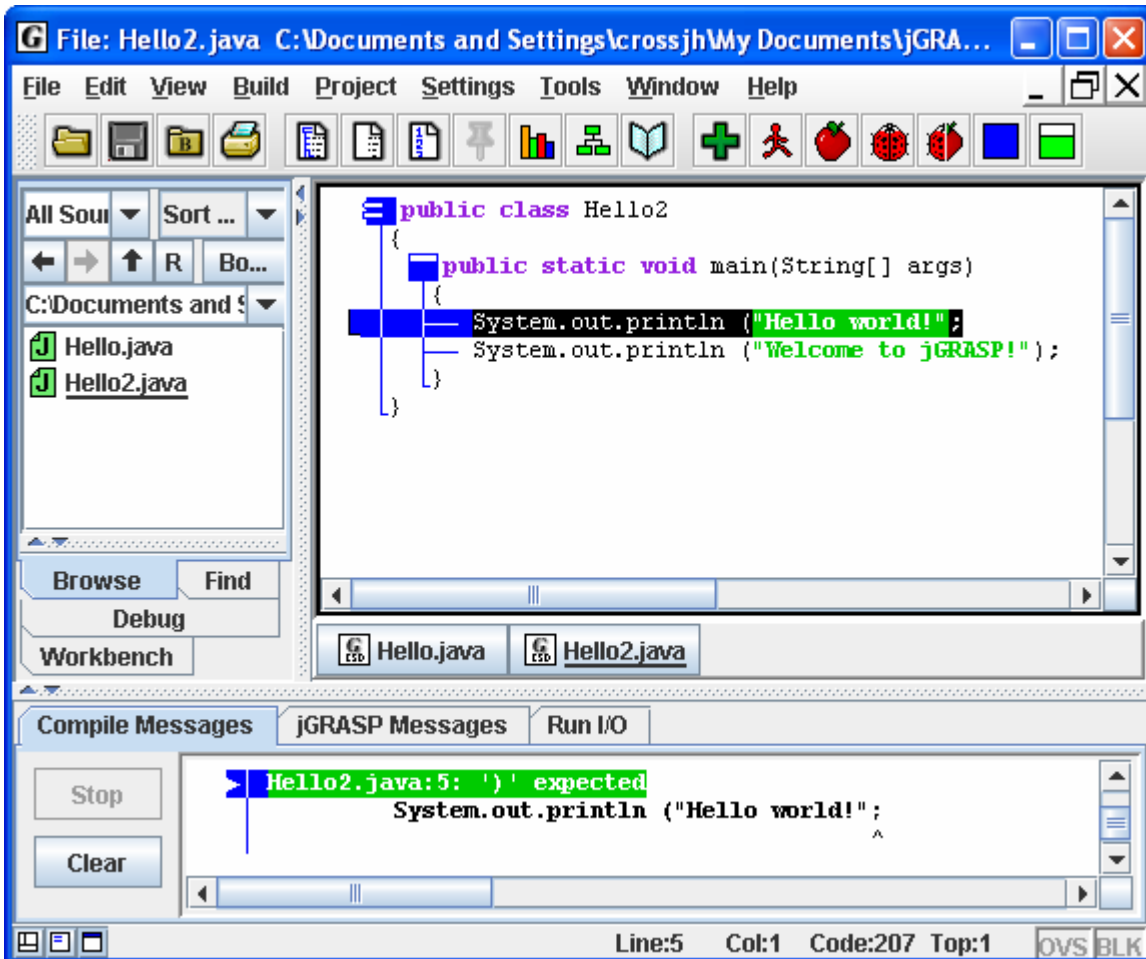 File: Hello2.java C:\Documents and Settings\crossjh\My Documents\jGRA...
File Edit View Build Project Settings Tools Window Help
All Sour
Sort ...
R
Bo...
C:\Documents and S
Hello.java
Hello2.java
Browse
Find
Debug
Workbench
public class Hello2
{
public static void main(String[] args)
{
System.out.println ("Hello world!";
System.out.println ("Welcome to jGRASP!");
}
}
Hello.java
Hello2.java
Compile Messages
jGRASP Messages
Run I/O
Stop
Clear
Hello2.java:5: ')' expected
System.out.println ("Hello world!";
^
Line:5 Col:1 Code:207 Top:1 OVS BLK